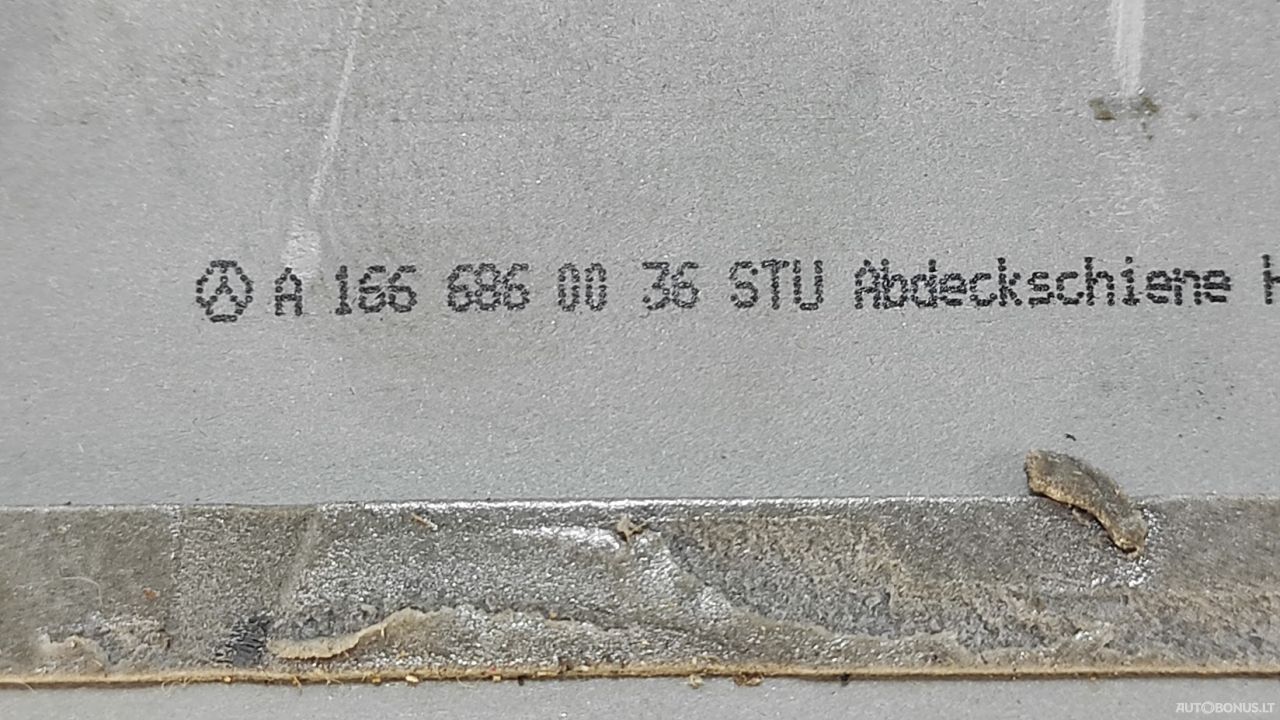 A 166 686 00 36 STU Abdeckschiene
AUTOBONUS.LT